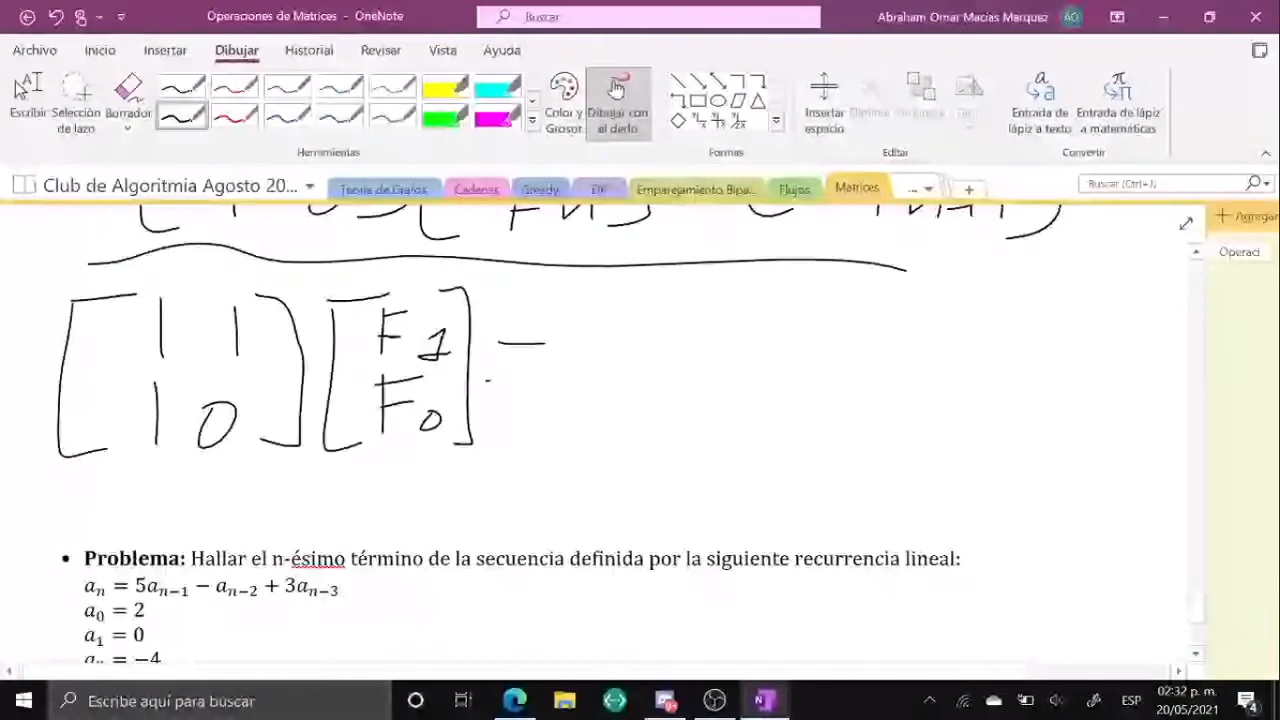 Operaciones de Matrices - OneNote
Buscar
Abraham Omar Macias Marquez
AO
Archivo Inicio Insertar Dibujar Historial Revisar Vista Ayuda
Escribir Selección de lazo Borrador
Color y Grosor Dibujar con el dedo
Insertar espacio Eliminar
Entrada de lápiz a texto Entrada de lápiz a matemáticas
Herramientas Formas Editar Convertir
Club de Algoritmia Agosto 20...
Teoria de Grafos Cadenas Greedy Emparejamiento Bipa... Flujos Matrices ...
Buscar (Ctrl+J)
Agregar
Operaci
1 1 F1
1 0 F0
• Problema: Hallar el n-ésimo término de la secuencia definida por la siguiente recurrencia lineal:
aₙ = 5aₙ₋₁ − aₙ₋₂ + 3aₙ₋₃
a₀ = 2
a₁ = 0
= −4
Escribe aquí para buscar
ESP
02:32 p. m.
20/05/2021
4